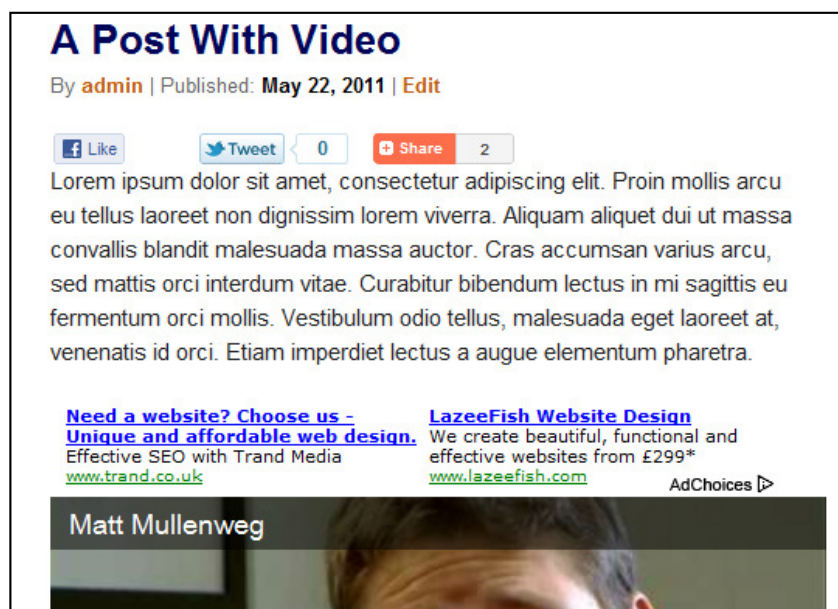 A Post With Video
By admin | Published: May 22, 2011 | Edit
Like Tweet 0 Share 2
Lorem ipsum dolor sit amet, consectetur adipiscing elit. Proin mollis arcu
eu tellus laoreet non dignissim lorem viverra. Aliquam aliquet dui ut massa
convallis blandit malesuada massa auctor. Cras accumsan varius arcu,
sed mattis orci interdum vitae. Curabitur bibendum lectus in mi sagittis eu
fermentum orci mollis. Vestibulum odio tellus, malesuada eget laoreet at,
venenatis id orci. Etiam imperdiet lectus a augue elementum pharetra.
Need a website? Choose us -
Unique and affordable web design.
Effective SEO with Trand Media
www.trand.co.uk
LazeeFish Website Design
We create beautiful, functional and
effective websites from £299*
www.lazeefish.com
AdChoices
Matt Mullenweg